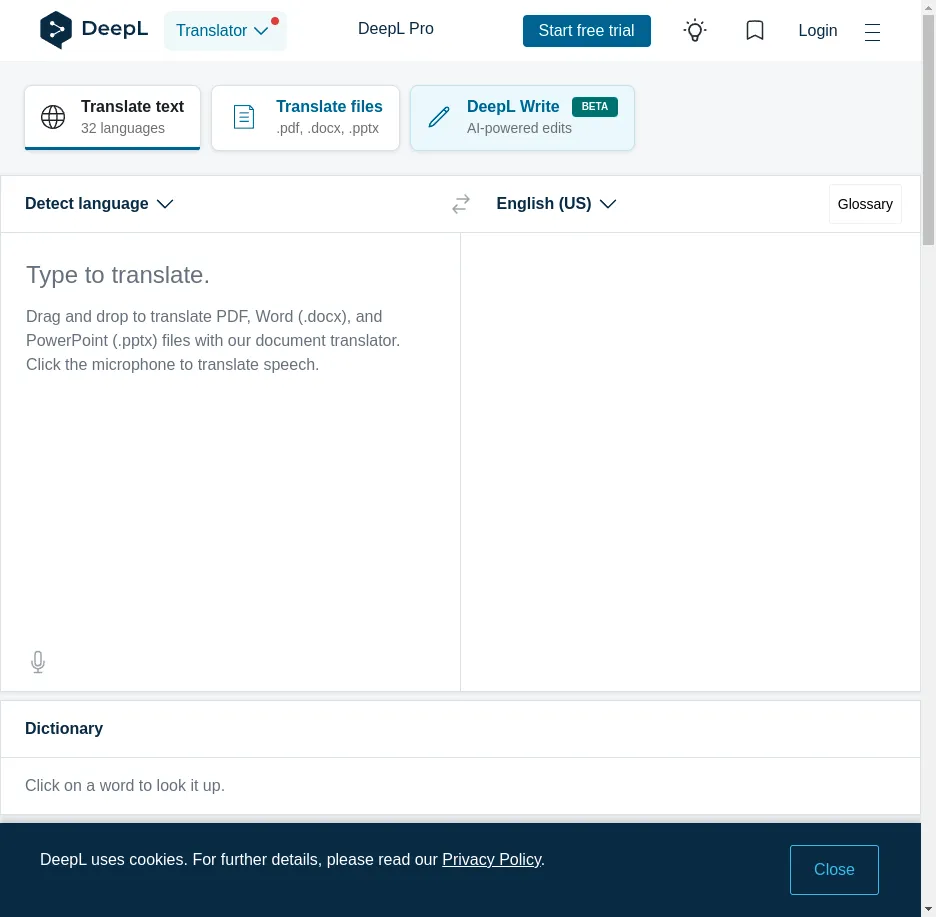 DeepL
Translator
DeepL Pro
Start free trial
Login
Translate text
32 languages
Translate files
.pdf, .docx, .pptx
DeepL Write BETA
AI-powered edits
Detect language
English (US)
Glossary
Type to translate.
Drag and drop to translate PDF, Word (.docx), and
PowerPoint (.pptx) files with our document translator.
Click the microphone to translate speech.
Dictionary
Click on a word to look it up.
DeepL uses cookies. For further details, please read our Privacy Policy.
Close